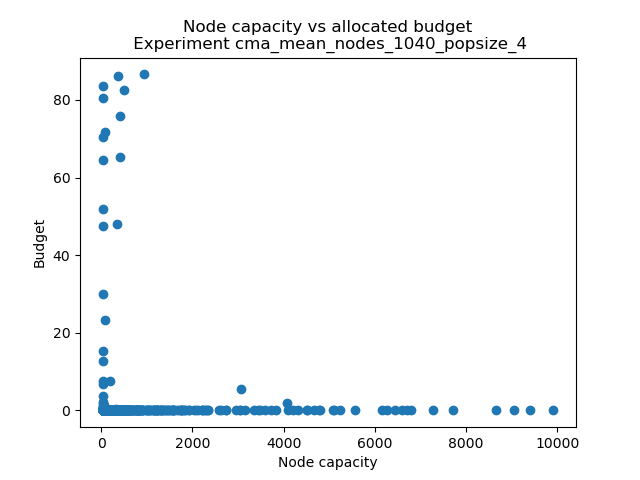 Node capacity vs allocated budget
Experiment cma_mean_nodes_1040_popsize_4
80
60
40
20
0
Budget
0 2000 4000 6000 8000 10000
Node capacity